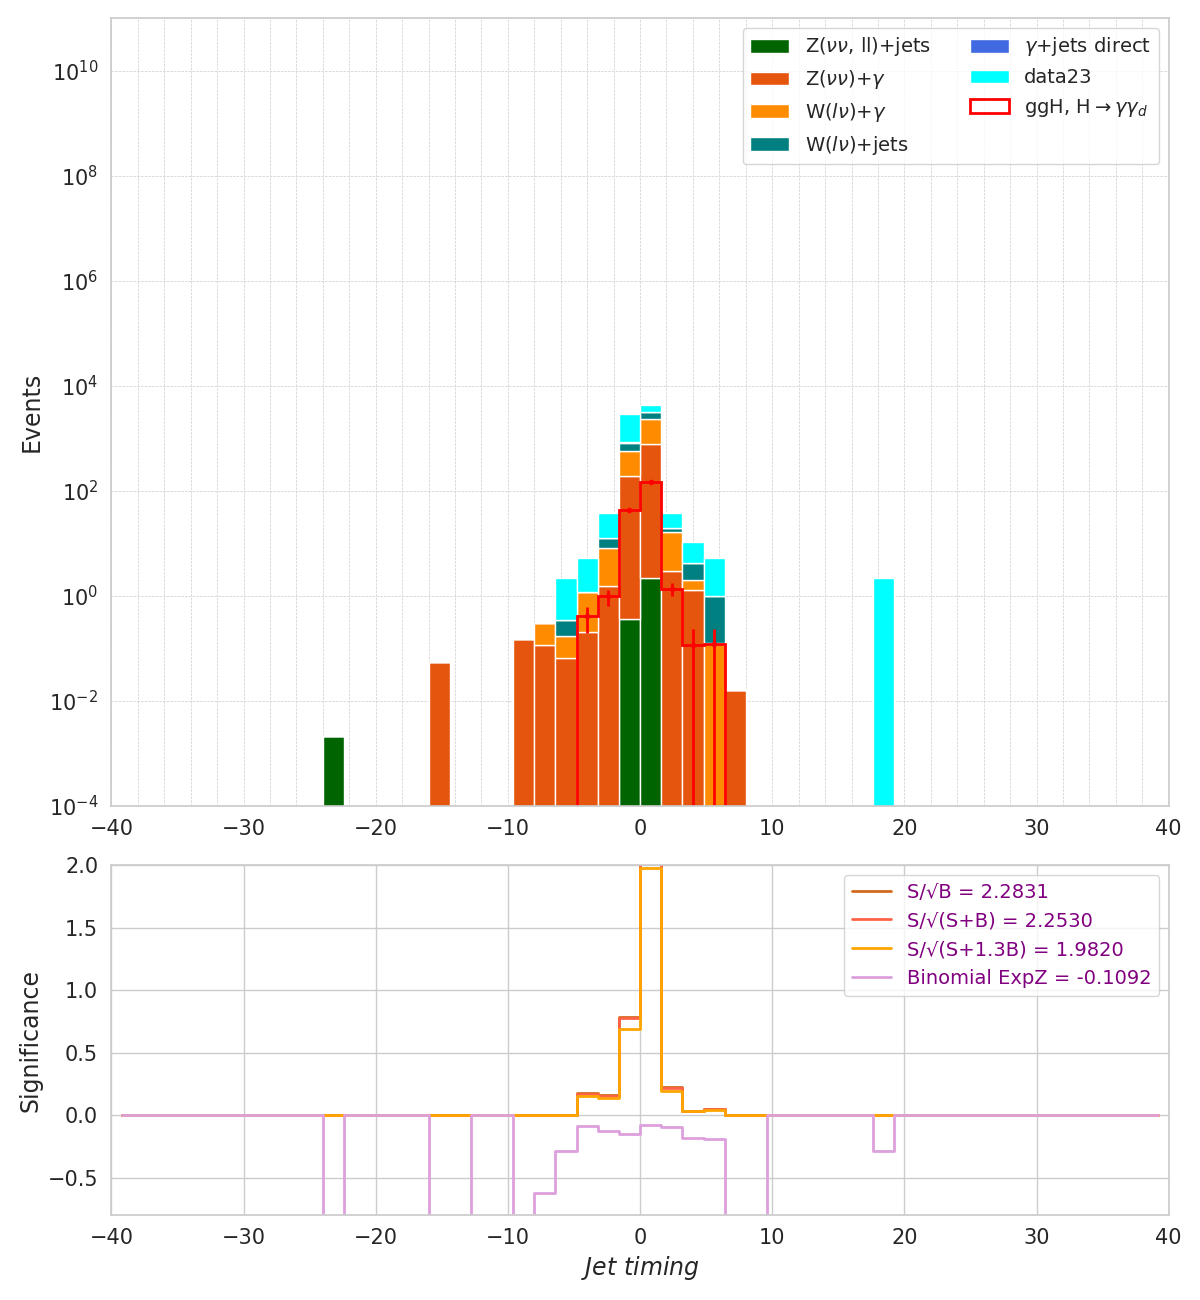 Z(νν, ll)+jets
Z(νν)+γ
W(lν)+γ
W(lν)+jets
γ+jets direct
data23
ggH, H→γγ_d
Events
10^10
10^8
10^6
10^4
10^2
10^0
10^−2
10^−4
−40 −30 −20 −10 0 10 20 30 40
S/√B = 2.2831
S/√(S+B) = 2.2530
S/√(S+1.3B) = 1.9820
Binomial ExpZ = -0.1092
Significance
2.0
1.5
1.0
0.5
0.0
−0.5
−40 −30 −20 −10 0 10 20 30 40
Jet timing